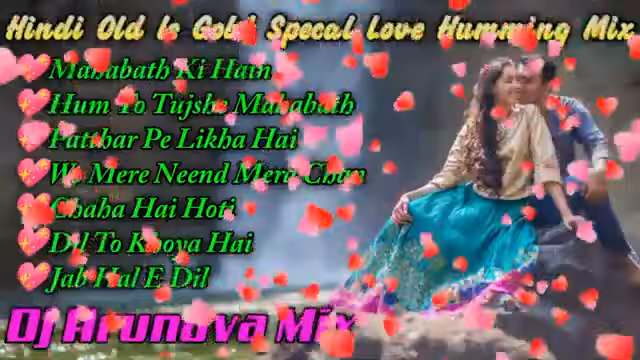 Hindi Old Is Gold Specal Love Humming Mix
Mahabath Ki Hain
Hum To Tujshe Mahabath
Patthar Pe Likha Hai
Wo Mere Neend Mera Chan
Chaha Hai Hoti
Dil To Khoya Hai
Jab Hal E Dil
Dj Arunava Mix